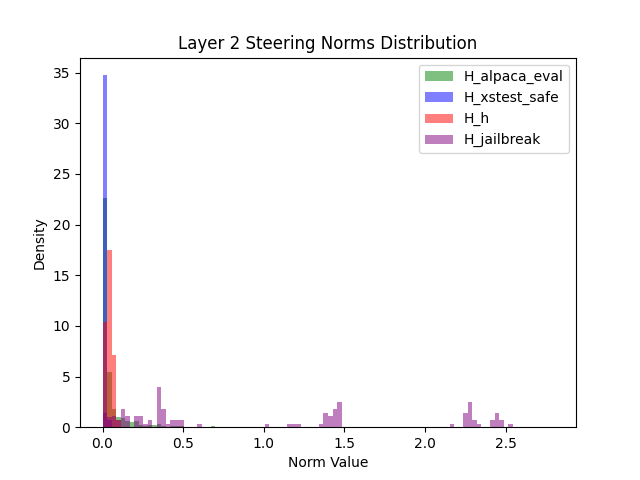 Layer 2 Steering Norms Distribution
H_alpaca_eval
H_xstest_safe
H_h
H_jailbreak
35
30
25
20
15
10
5
0
Density
0.0 0.5 1.0 1.5 2.0 2.5
Norm Value